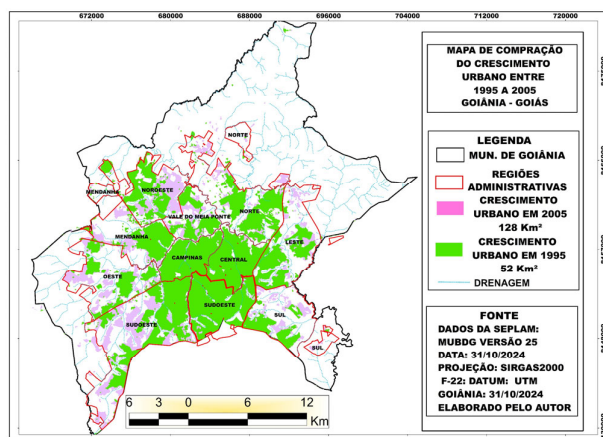 672000 680000 688000 696000 704000 712000 720000
MAPA DE COMPRAÇÃO
DO CRESCIMENTO
URBANO ENTRE
1995 A 2005
GOIÂNIA - GOIÁS
LEGENDA
MUN. DE GOIÂNIA
REGIÕES
ADMINISTRATIVAS
CRESCIMENTO
URBANO EM 2005
128 Km²
CRESCIMENTO
URBANO EM 1995
52 Km²
DRENAGEM
FONTE
DADOS DA SEPLAM:
MUBDG VERSÃO 25
DATA: 31/10/2024
PROJEÇÃO: SIRGAS2000
F-22: DATUM: UTM
GOIÂNIA: 31/10/2024
ELABORADO PELO AUTOR
NORTE
MENDANHA
NOROESTE
VALE DO MEIA PONTE
NORTE
MENDANHA
LESTE
CAMPINAS
CENTRAL
OESTE
SUDOESTE
SUDOESTE
SUL
SUL
6 3 0 6 12
Km